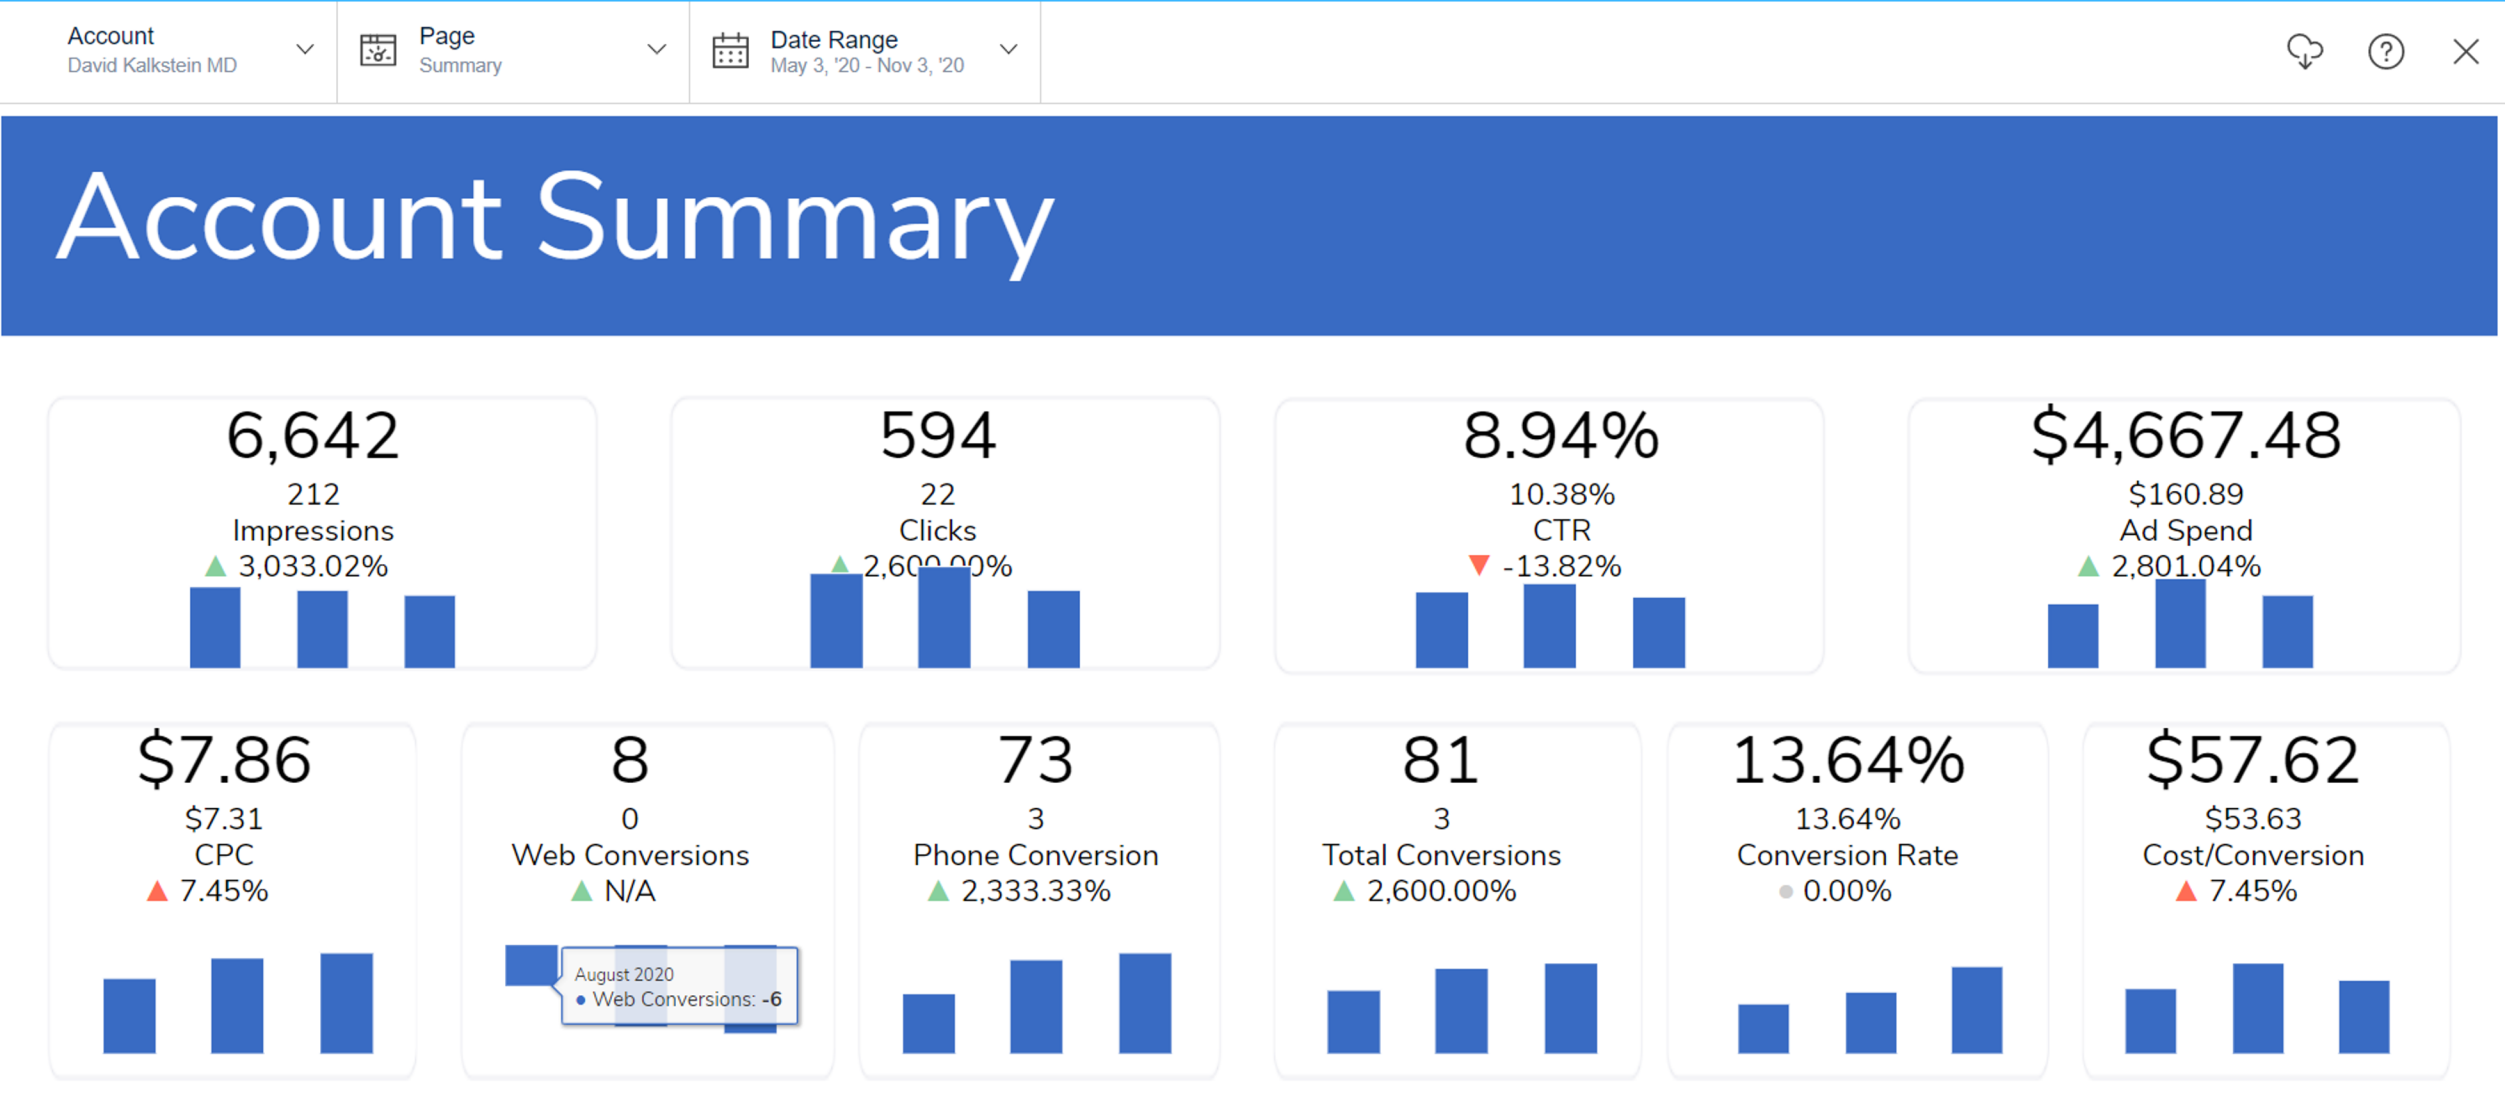 Account
David Kalkstein MD
Page
Summary
Date Range
May 3, '20 - Nov 3, '20
?
Account Summary
6,642
212
Impressions
▲ 3,033.02%
594
22
Clicks
▲ 2,600.00%
8.94%
10.38%
CTR
▼ -13.82%
$4,667.48
$160.89
Ad Spend
▲ 2,801.04%
$7.86
$7.31
CPC
▲ 7.45%
8
0
Web Conversions
▲ N/A
August 2020
● Web Conversions: -6
73
3
Phone Conversion
▲ 2,333.33%
81
3
Total Conversions
▲ 2,600.00%
13.64%
13.64%
Conversion Rate
● 0.00%
$57.62
$53.63
Cost/Conversion
▲ 7.45%